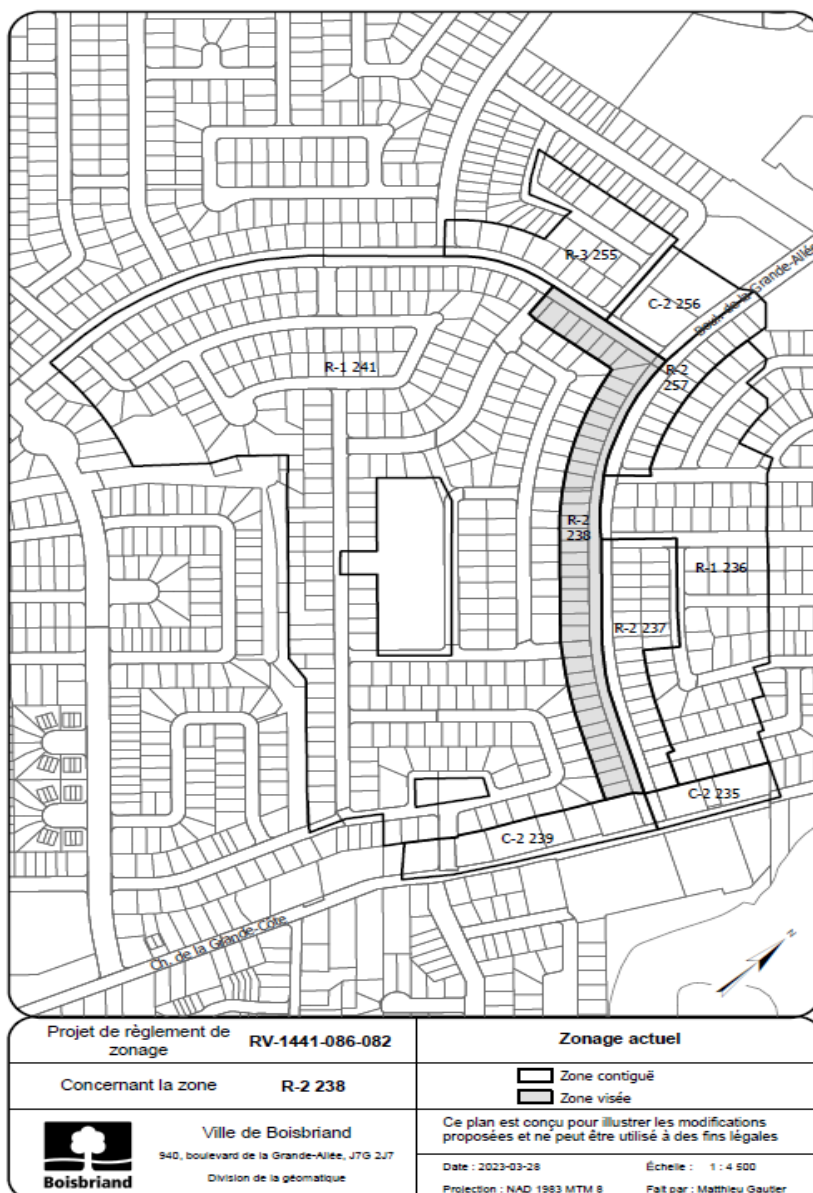 R-3 255
C-2 256
Boul. de la Grande-Allée
R-2
257
R-1 241
R-2
238
R-1 236
R-2 237
C-2 235
C-2 239
Ch. de la Grande-Côte
N
Projet de règlement de
zonage
RV-1441-086-082
Zonage actuel
Concernant la zone
R-2 238
Zone contiguë
Zone visée
Ville de Boisbriand
940, boulevard de la Grande-Allée, J7G 2J7
Division de la géomatique
Boisbriand
Ce plan est conçu pour illustrer les modifications
proposées et ne peut être utilisé à des fins légales
Date : 2023-03-28
Échelle : 1 : 4 500
Projection : NAD 1983 MTM 8
Fait par : Matthieu Gautier